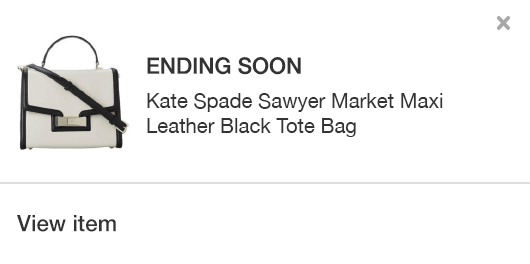 ENDING SOON
Kate Spade Sawyer Market Maxi
Leather Black Tote Bag
View item